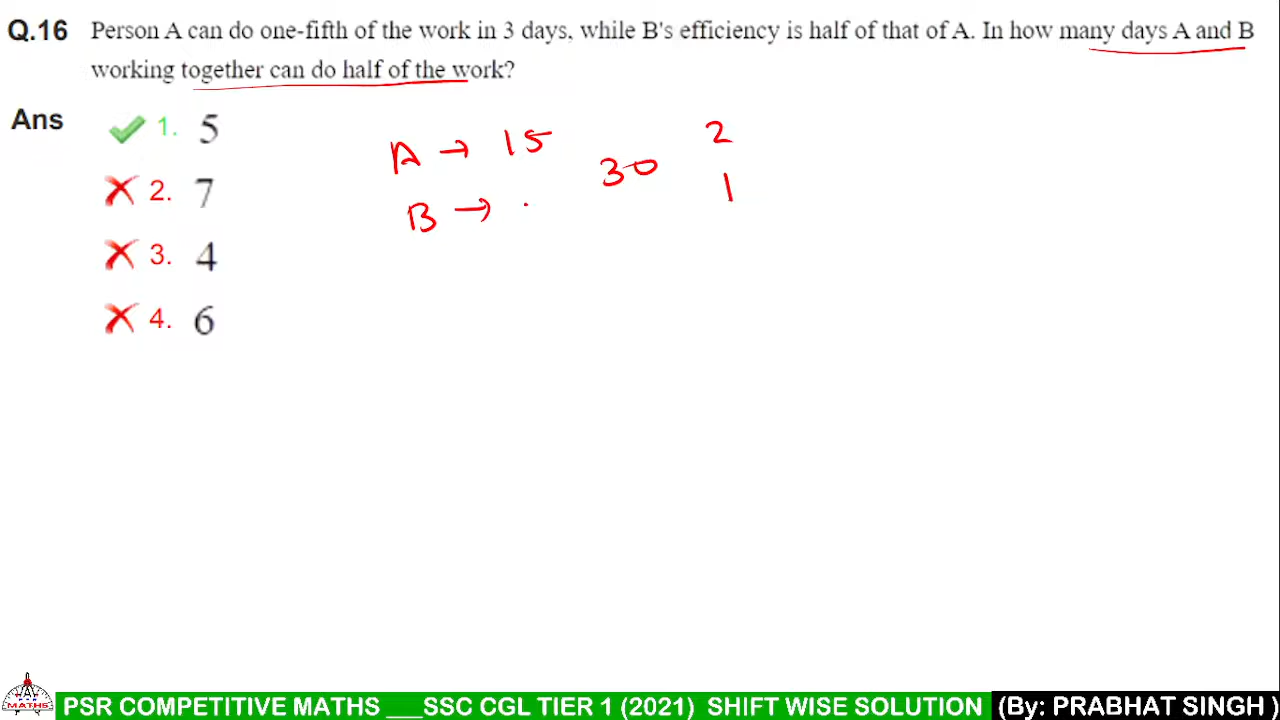 Q.16 Person A can do one-fifth of the work in 3 days, while B's efficiency is half of that of A. In how many days A and B
working together can do half of the work?
Ans 1. 5
2. 7
3. 4
4. 6
A → 15
30
2
B → .
1
A
MATHS
PSR COMPETITIVE MATHS ___SSC CGL TIER 1 (2021) SHIFT WISE SOLUTION (By: PRABHAT SINGH )